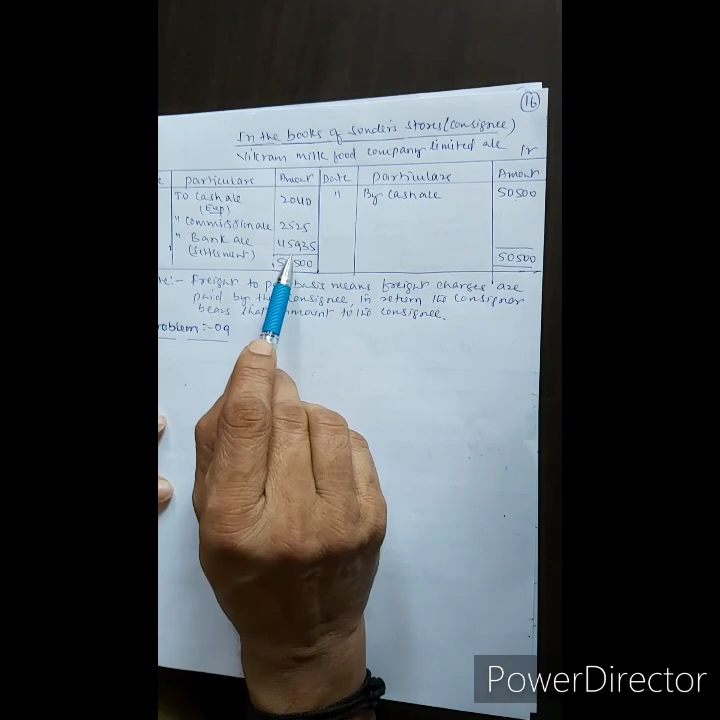 16
In the books of Sunder's Stores (consignee)
Vikram milk food company limited a/c
Particulars Amount Date Particulars Amount
To Cash a/c 2040 " By Cash a/c 50500
(Exp)
" Commission a/c 2525
" Bank a/c 45935
(Settlement) 50500 50500
:- Freight to basis means freight charges are
paid by the consignee, in return the consignor
bears that amount to the consignee.
roblem :- 09
PowerDirector